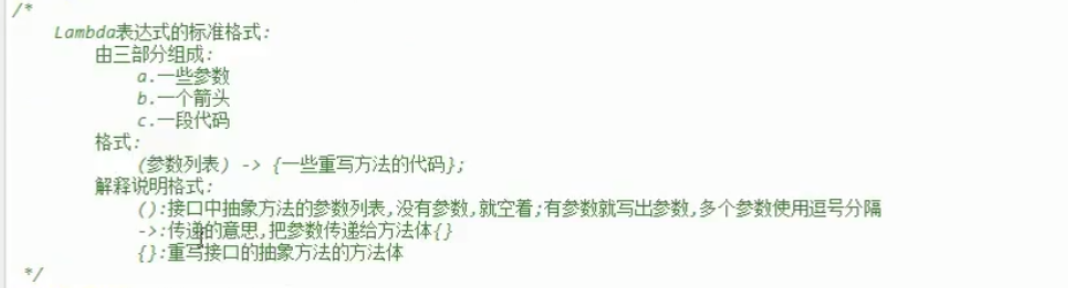 /*
Lambda表达式的标准格式:
由三部分组成:
a.一些参数
b.一个箭头
c.一段代码
格式:
(参数列表) -> {一些重写方法的代码};
解释说明格式:
():接口中抽象方法的参数列表,没有参数,就空着;有参数就写出参数,多个参数使用逗号分隔
->:传递的意思,把参数传递给方法体{}
{}:重写接口的抽象方法的方法体
*/